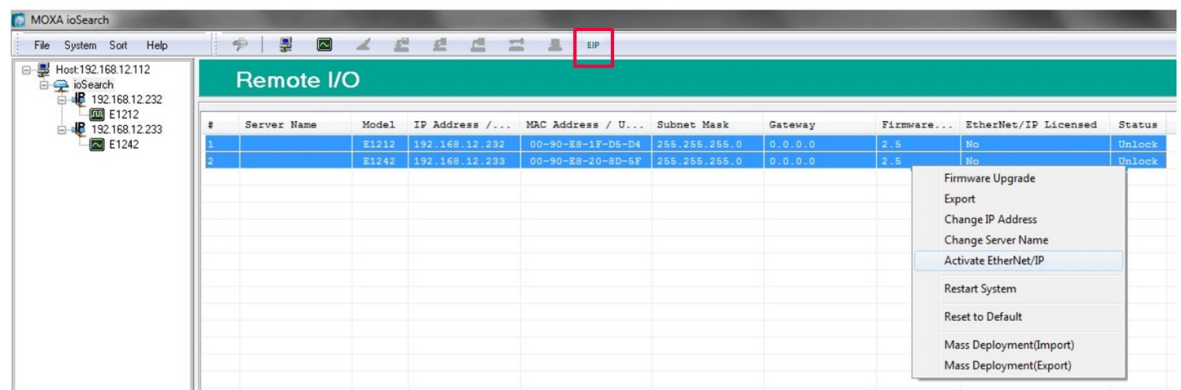 MOXA ioSearch
File System Sort Help
EIP
Host:192.168.12.112
ioSearch
192.168.12.232
E1212
192.168.12.233
E1242
Remote I/O
# Server Name Model IP Address /... MAC Address / U... Subnet Mask Gateway Firmware... EtherNet/IP Licensed Status
1 E1212 192.168.12.232 00-90-E8-1F-D5-D4 255.255.255.0 0.0.0.0 2.5 No Unlock
2 E1242 192.168.12.233 00-90-E8-20-8D-5F 255.255.255.0 0.0.0.0 2.5 No Unlock
Firmware Upgrade
Export
Change IP Address
Change Server Name
Activate EtherNet/IP
Restart System
Reset to Default
Mass Deployment(Import)
Mass Deployment(Export)